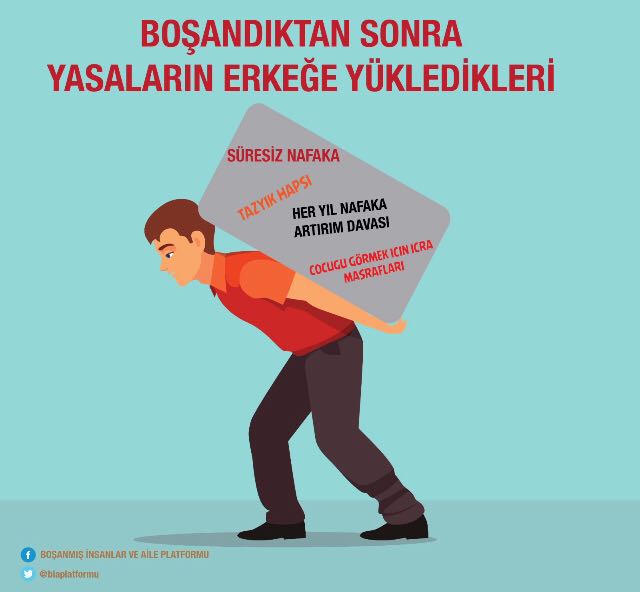 BOŞANDIKTAN SONRA
YASALARIN ERKEĞE YÜKLEDİKLERİ
SÜRESİZ NAFAKA
TAZYIK HAPSI
HER YIL NAFAKA
ARTIRIM DAVASI
COCUGU GÖRMEK ICIN ICRA
MASRAFLARI
BOŞANMIŞ İNSANLAR VE AİLE PLATFORMU
@biaplatformu